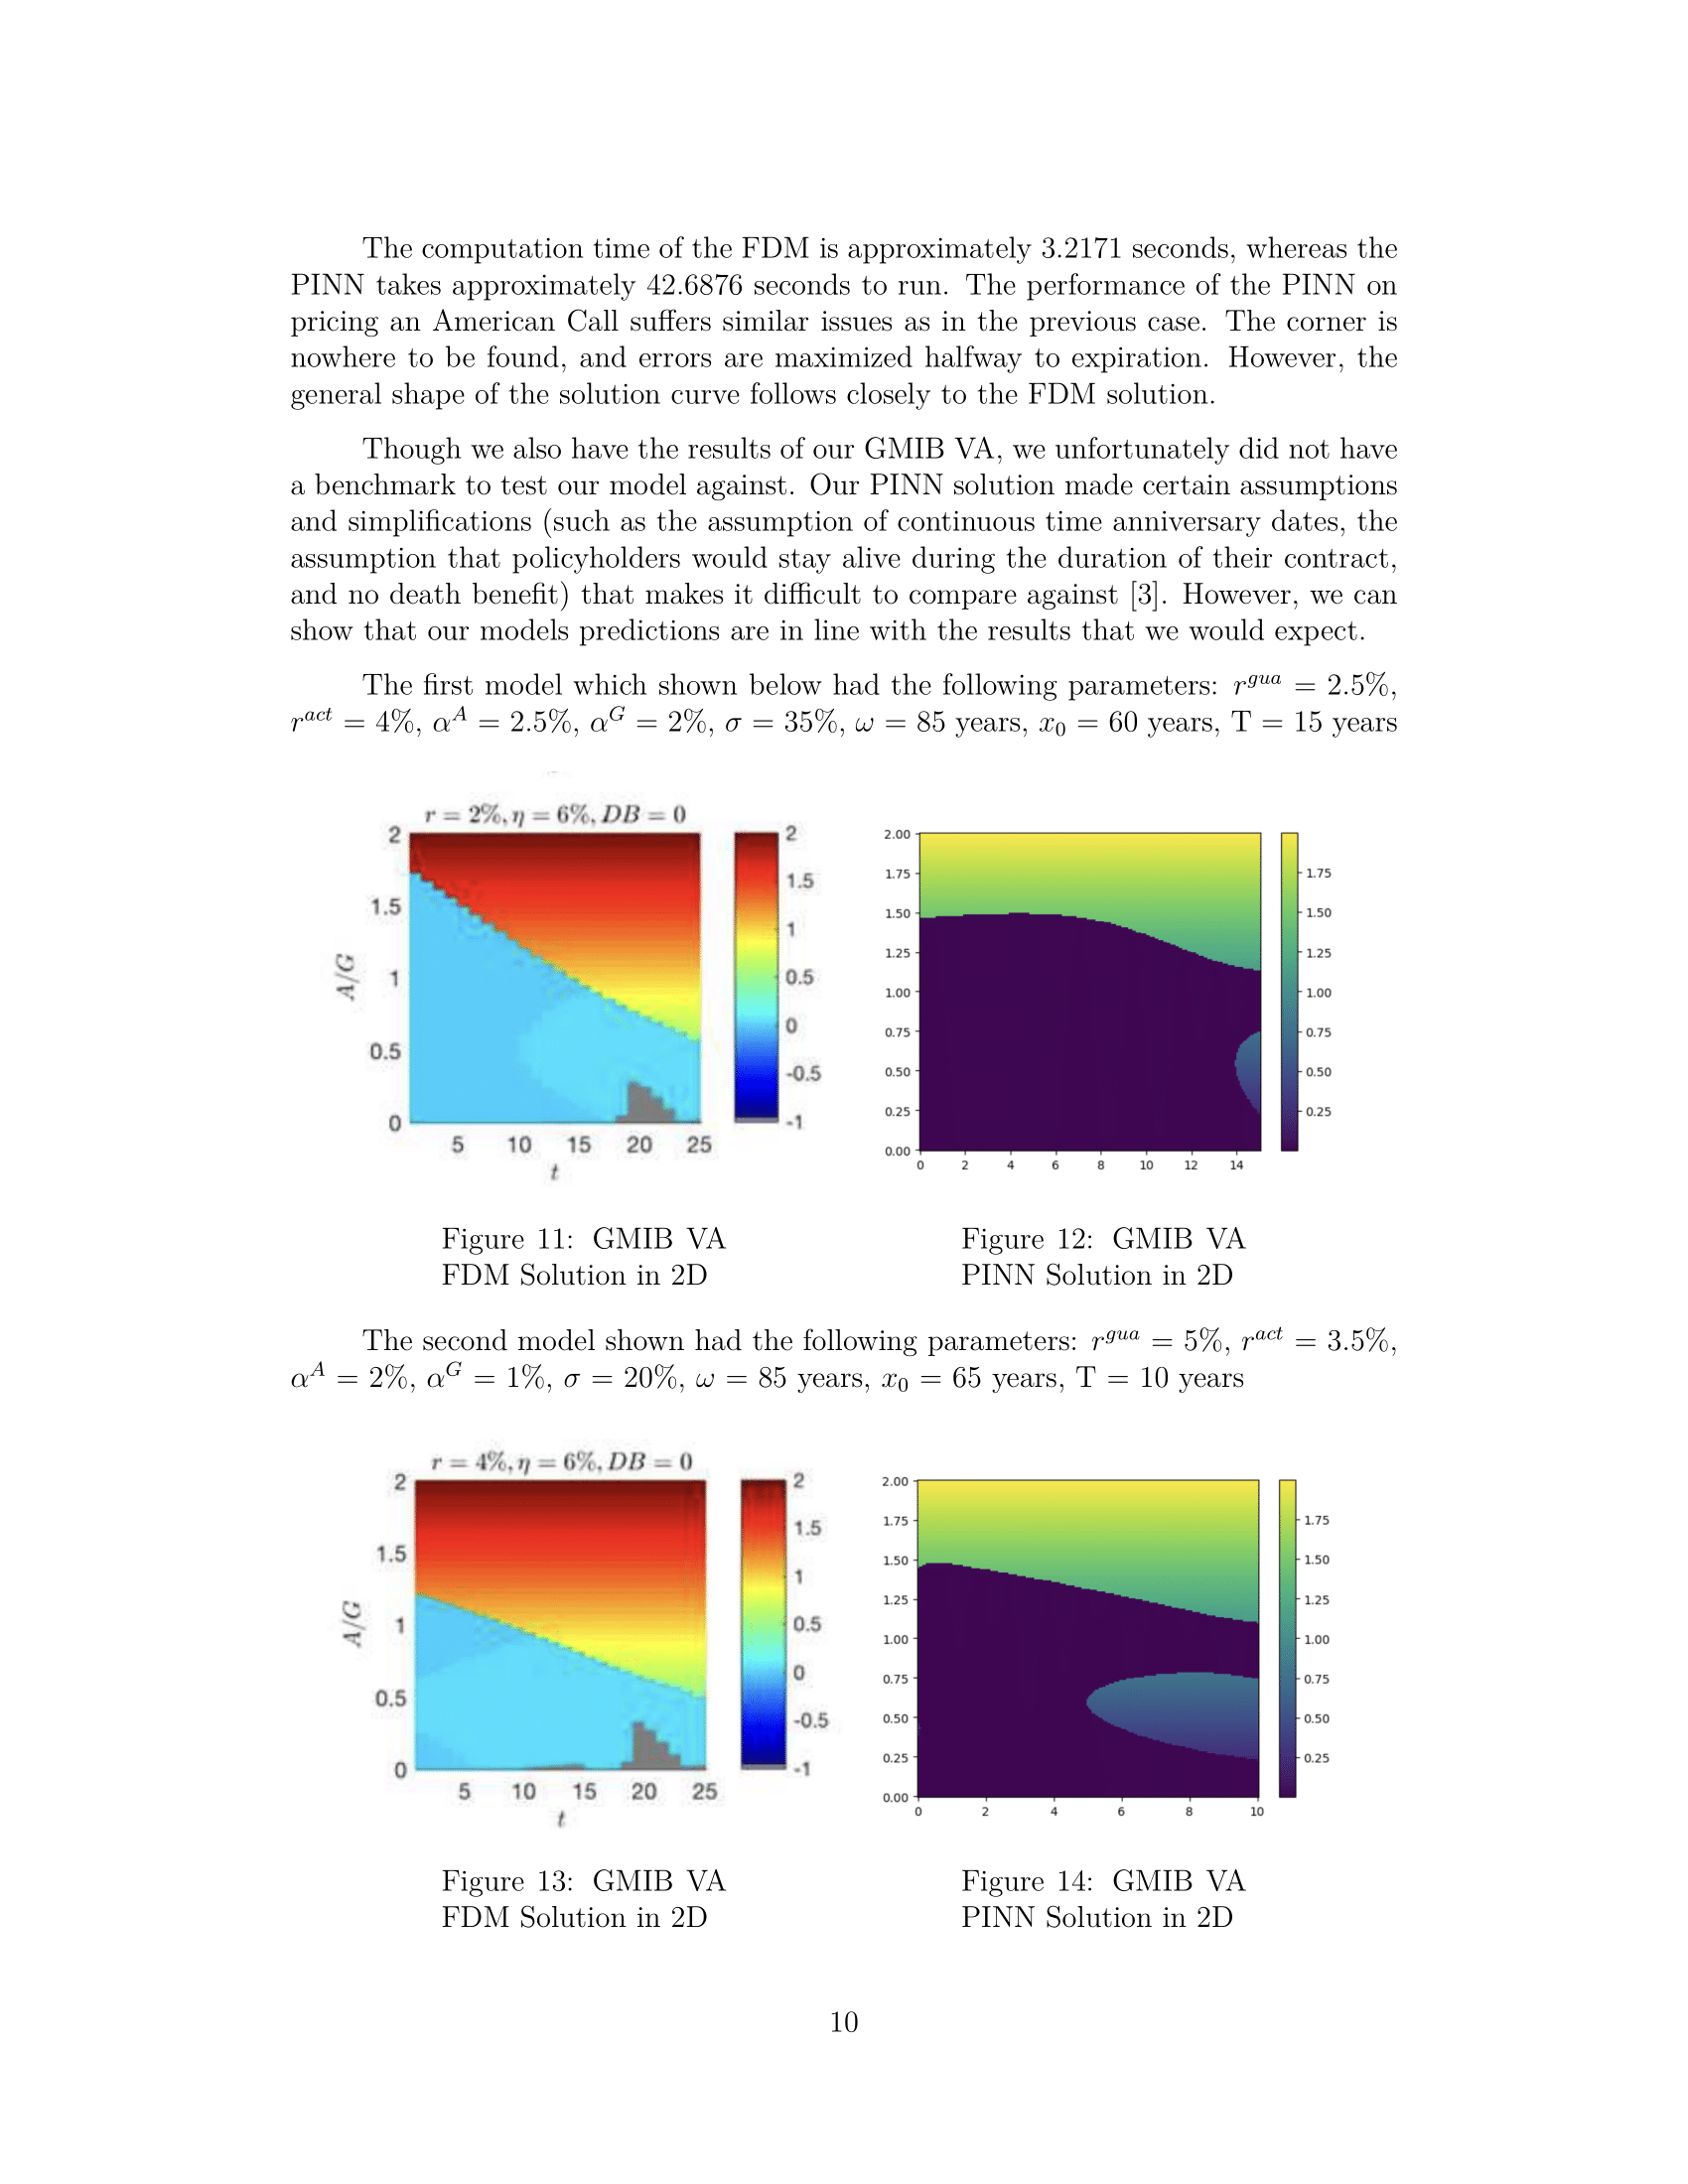 The computation time of the FDM is approximately 3.2171 seconds, whereas the
PINN takes approximately 42.6876 seconds to run. The performance of the PINN on
pricing an American Call suffers similar issues as in the previous case. The corner is
nowhere to be found, and errors are maximized halfway to expiration. However, the
general shape of the solution curve follows closely to the FDM solution.
Though we also have the results of our GMIB VA, we unfortunately did not have
a benchmark to test our model against. Our PINN solution made certain assumptions
and simplifications (such as the assumption of continuous time anniversary dates, the
assumption that policyholders would stay alive during the duration of their contract,
and no death benefit) that makes it difficult to compare against [3]. However, we can
show that our models predictions are in line with the results that we would expect.
The first model which shown below had the following parameters: r^{gua} = 2.5%,
r^{act} = 4%, α^A = 2.5%, α^G = 2%, σ = 35%, ω = 85 years, x_0 = 60 years, T = 15 years
r = 2%, η = 6%, DB = 0
2
1.5
1
0.5
0
A/G
5 10 15 20 25
t
2
1.5
1
0.5
0
-0.5
-1
2.00
1.75
1.50
1.25
1.00
0.75
0.50
0.25
0.00
0 2 4 6 8 10 12 14
1.75
1.50
1.25
1.00
0.75
0.50
0.25
Figure 11: GMIB VA
FDM Solution in 2D
Figure 12: GMIB VA
PINN Solution in 2D
The second model shown had the following parameters: r^{gua} = 5%, r^{act} = 3.5%,
α^A = 2%, α^G = 1%, σ = 20%, ω = 85 years, x_0 = 65 years, T = 10 years
r = 4%, η = 6%, DB = 0
2
1.5
1
0.5
0
A/G
5 10 15 20 25
t
2
1.5
1
0.5
0
-0.5
-1
2.00
1.75
1.50
1.25
1.00
0.75
0.50
0.25
0.00
0 2 4 6 8 10
1.75
1.50
1.25
1.00
0.75
0.50
0.25
Figure 13: GMIB VA
FDM Solution in 2D
Figure 14: GMIB VA
PINN Solution in 2D
10